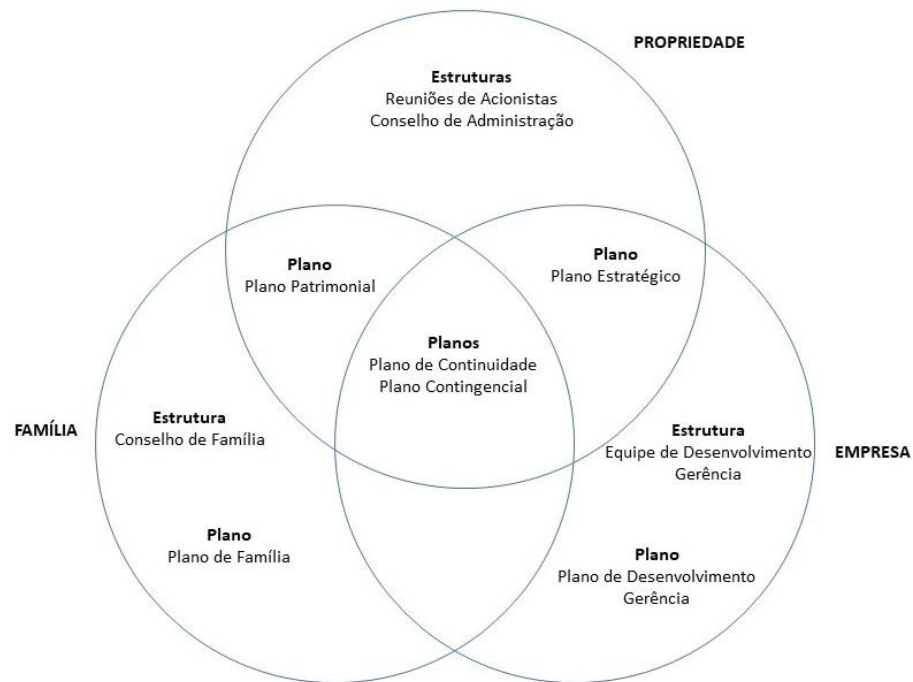 PROPRIEDADE
Estruturas
Reuniões de Acionistas
Conselho de Administração
Plano
Plano Patrimonial
Plano
Plano Estratégico
Planos
Plano de Continuidade
Plano Contingencial
FAMÍLIA
Estrutura
Conselho de Família
Estrutura
Equipe de Desenvolvimento
Gerência
EMPRESA
Plano
Plano de Família
Plano
Plano de Desenvolvimento
Gerência